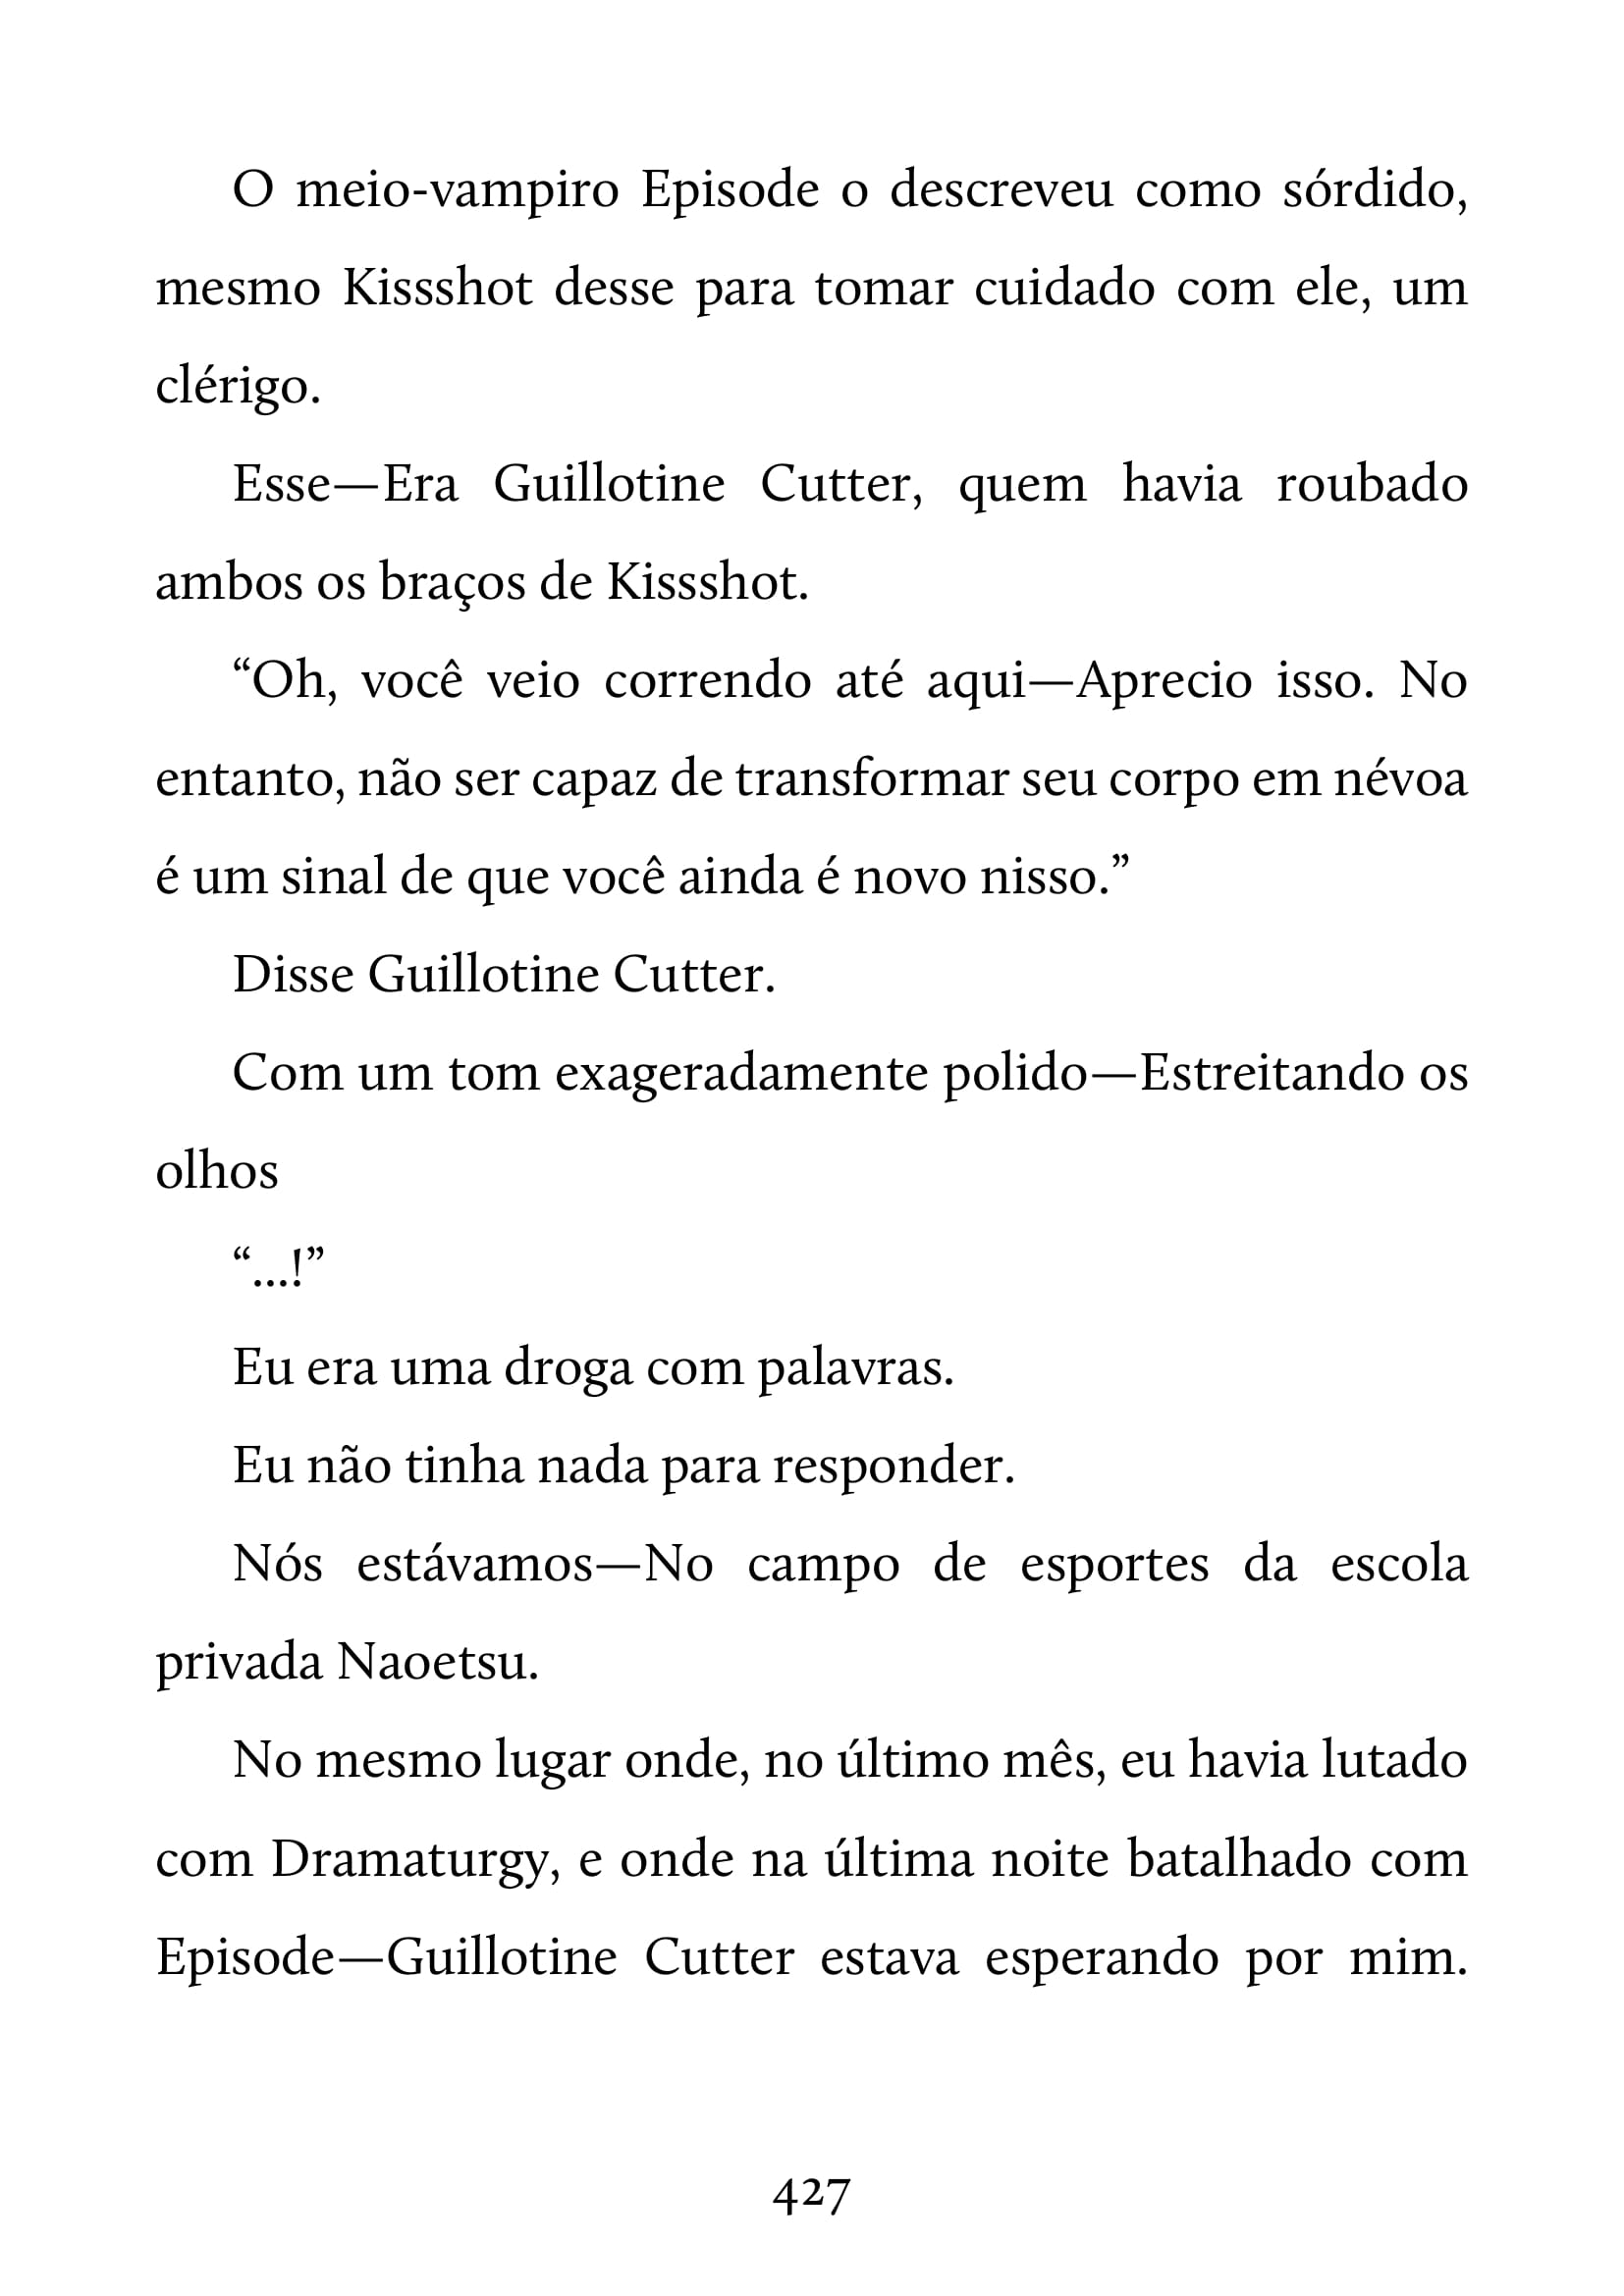 O meio-vampiro Episode o descreveu como sórdido,
mesmo Kissshot desse para tomar cuidado com ele, um
clérigo.
Esse—Era Guillotine Cutter, quem havia roubado
ambos os braços de Kissshot.
“Oh, você veio correndo até aqui—Aprecio isso. No
entanto, não ser capaz de transformar seu corpo em névoa
é um sinal de que você ainda é novo nisso.”
Disse Guillotine Cutter.
Com um tom exageradamente polido—Estreitando os
olhos
“...!”
Eu era uma droga com palavras.
Eu não tinha nada para responder.
Nós estávamos—No campo de esportes da escola
privada Naoetsu.
No mesmo lugar onde, no último mês, eu havia lutado
com Dramaturgy, e onde na última noite batalhado com
Episode—Guillotine Cutter estava esperando por mim.
427